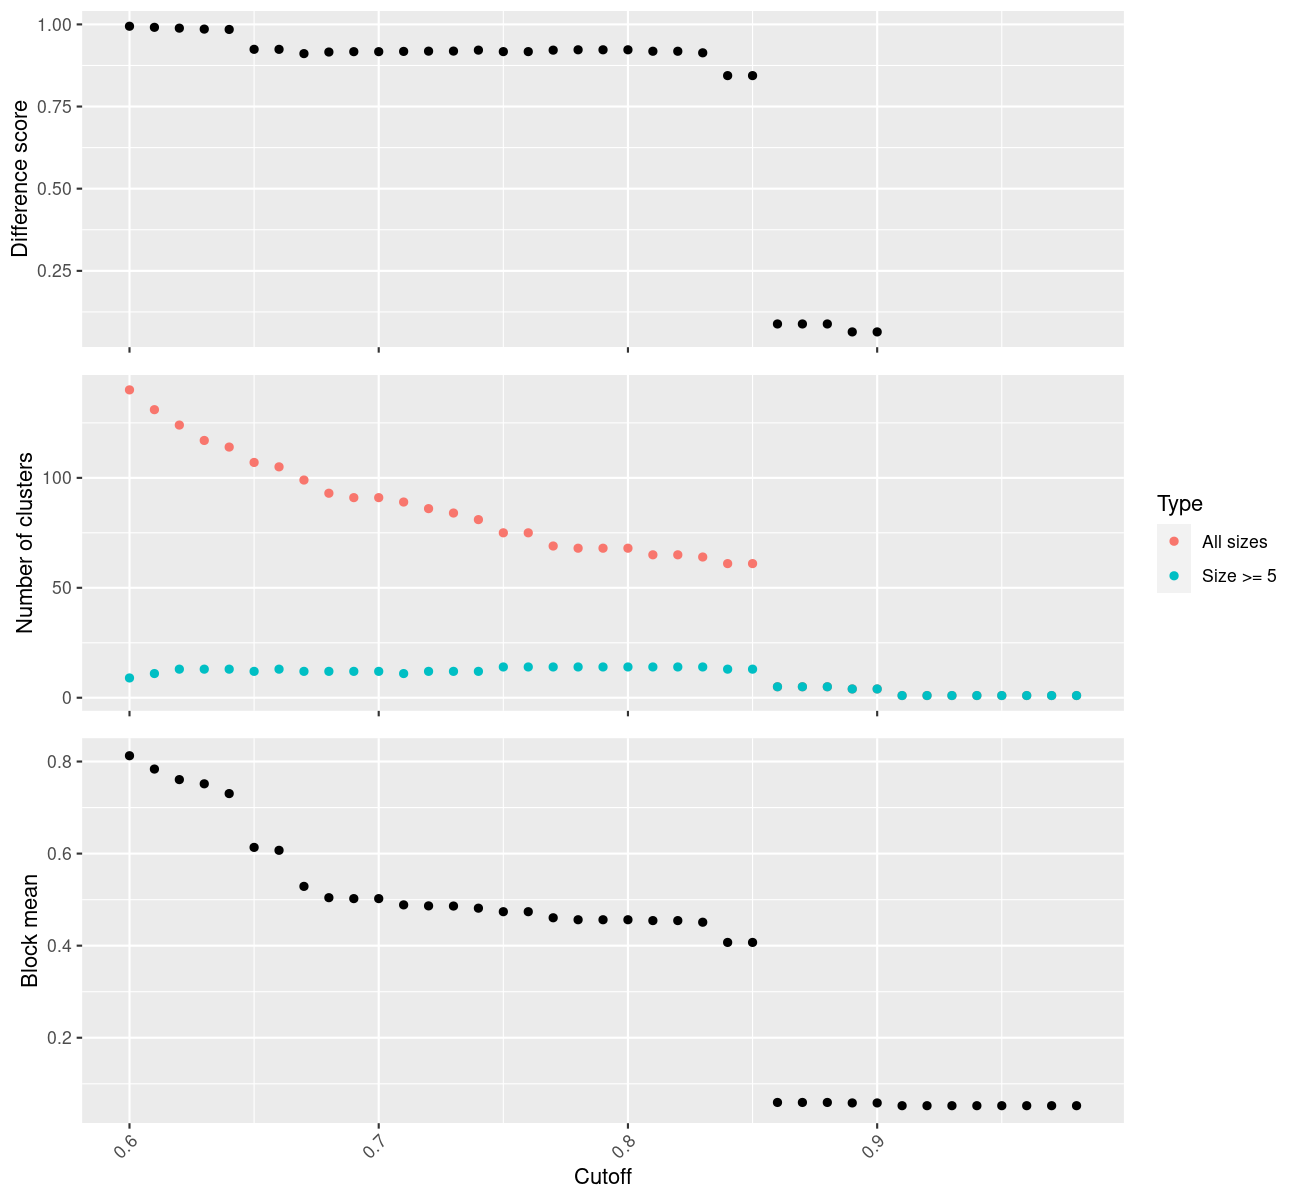 Difference score
1.00
0.75
0.50
0.25
Number of clusters
100
50
0
Type
All sizes
Size >= 5
Block mean
0.8
0.6
0.4
0.2
0.6
0.7
0.8
0.9
Cutoff